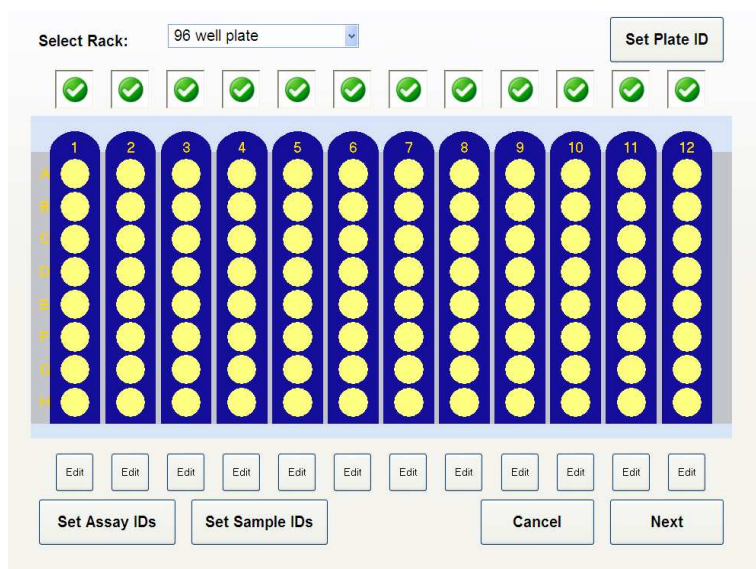 Select Rack: 96 well plate Set Plate ID
1 2 3 4 5 6 7 8 9 10 11 12
A
B
C
D
E
F
G
H
Edit Edit Edit Edit Edit Edit Edit Edit Edit Edit Edit Edit
Set Assay IDs Set Sample IDs Cancel Next